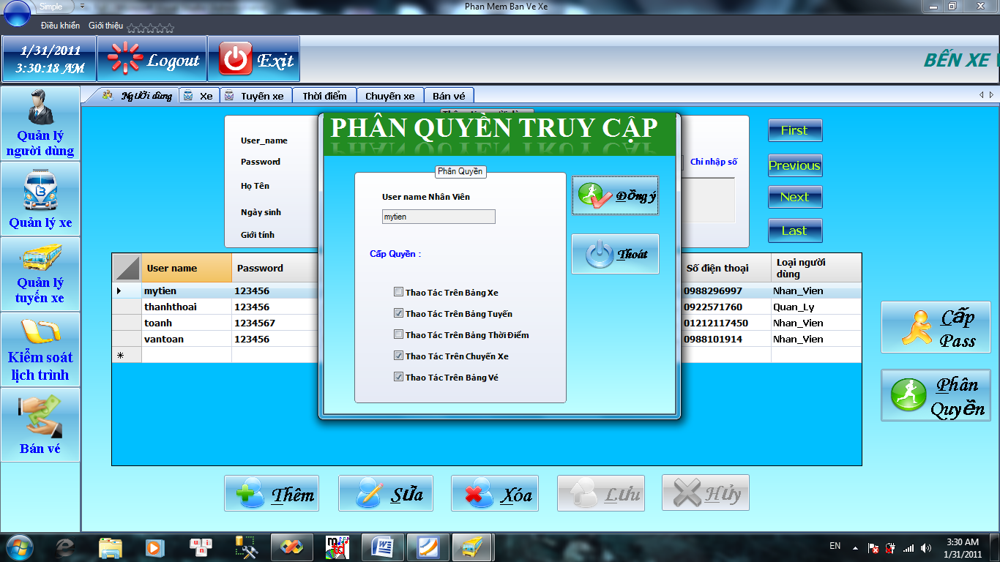 Simple
Phan Mem Ban Ve Xe
Điều khiển Giới thiệu
1/31/2011
3:30:18 AM
Logout
Exit
BẾN XE
Quản lý
người dùng
Quản lý xe
Quản lý
tuyến xe
Kiểm soát
lịch trình
Bán vé
Người dùng Xe Tuyến xe Thời điểm Chuyến xe Bán vé
User_name
Password
Họ Tên
Ngày sinh
Giới tính
Chỉ nhập số
First
Previous
Next
Last
PHÂN QUYỀN TRUY CẬP
Phân Quyền
User name Nhân Viên
mytien
Cấp Quyền :
Thao Tác Trên Bảng Xe
Thao Tác Trên Bảng Tuyến
Thao Tác Trên Bảng Thời Điểm
Thao Tác Trên Chuyến Xe
Thao Tác Trên Bảng Vé
Đồng ý
Thoát
User name Password Số điện thoại Loại người dùng
mytien 123456 0988296997 Nhan_Vien
thanhthoai 123456 0922571760 Quan_Ly
toanh 1234567 01212117450 Nhan_Vien
vantoan 123456 0988101914 Nhan_Vien
Cấp
Pass
Phân
Quyền
Thêm Sửa Xóa Lưu Hủy
EN
3:30 AM
1/31/2011